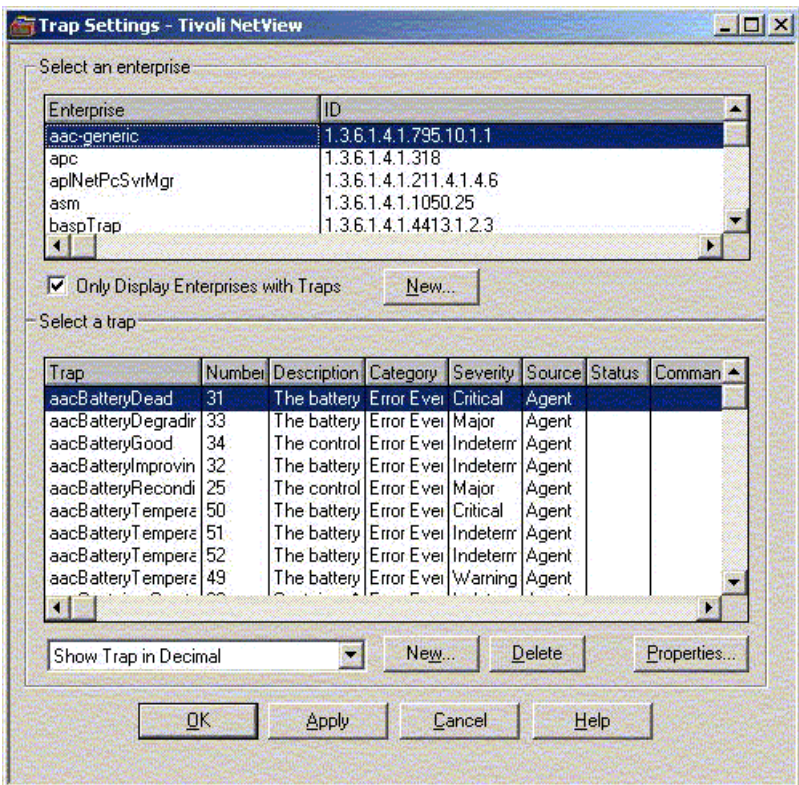 Trap Settings - Tivoli NetView
Select an enterprise
Enterprise ID
aac-generic 1.3.6.1.4.1.795.10.1.1
apc 1.3.6.1.4.1.318
aplNetPcSvrMgr 1.3.6.1.4.1.211.4.1.4.6
asm 1.3.6.1.4.1.1050.25
baspTrap 1.3.6.1.4.1.4413.1.2.3
Only Display Enterprises with Traps New...
Select a trap
Trap Number Description Category Severity Source Status Comman
aacBatteryDead 31 The battery Error Ever Critical Agent
aacBatteryDegradir 33 The battery Error Ever Major Agent
aacBatteryGood 34 The control Error Ever Indeterm Agent
aacBatteryImprovin 32 The battery Error Ever Indeterm Agent
aacBatteryRecondi 25 The control Error Ever Major Agent
aacBatteryTempera 50 The battery Error Ever Critical Agent
aacBatteryTempera 51 The battery Error Ever Indeterm Agent
aacBatteryTempera 52 The battery Error Ever Indeterm Agent
aacBatteryTempera 49 The battery Error Ever Warning Agent
Show Trap in Decimal New... Delete Properties...
OK Apply Cancel Help